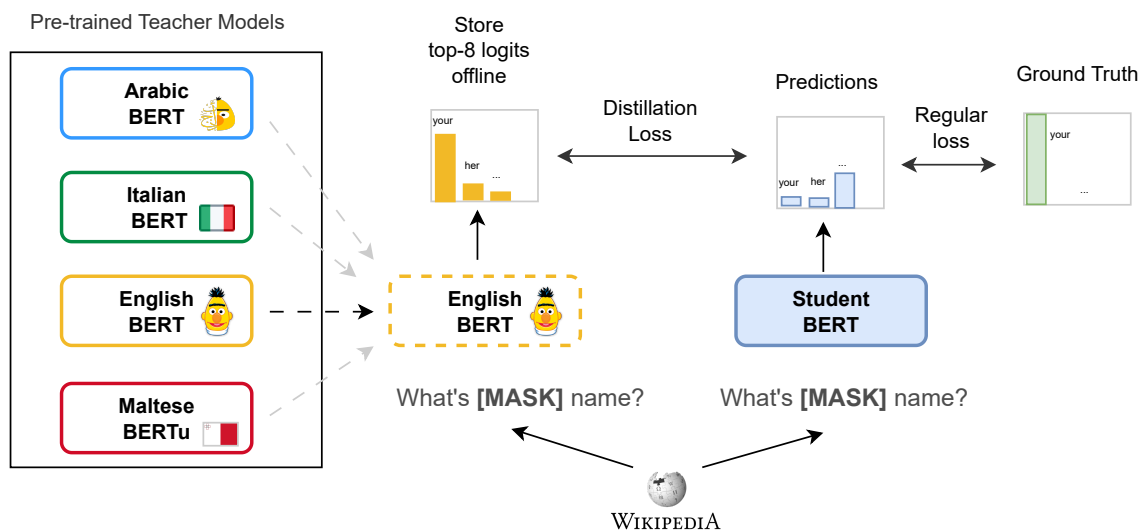 Pre-trained Teacher Models
Arabic
BERT
Italian
BERT
English
BERT
Maltese
BERTu
Store
top-8 logits
offline
your
her
...
Distillation
Loss
Predictions
your
her
...
Regular
loss
Ground Truth
your
...
English
BERT
Student
BERT
What's [MASK] name?
What's [MASK] name?
WIKIPEDIA